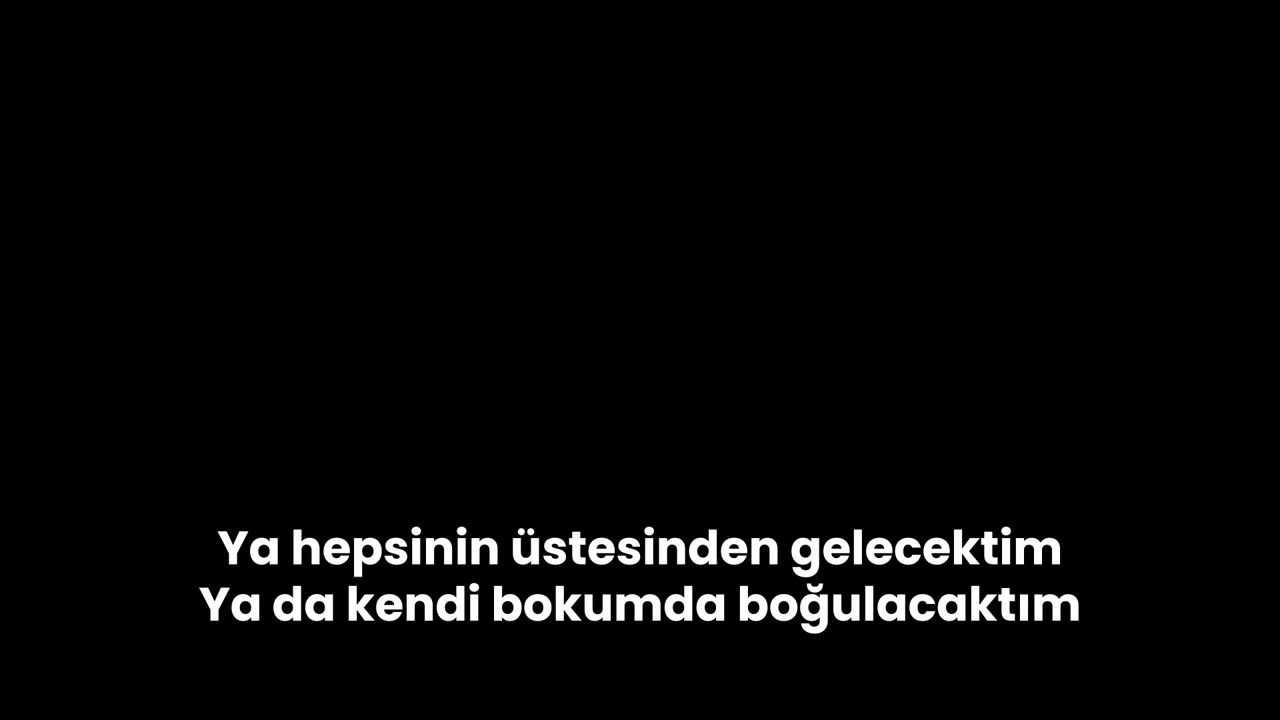 Ya hepsinin üstesinden gelecektim
Ya da kendi bokumda boğulacaktım